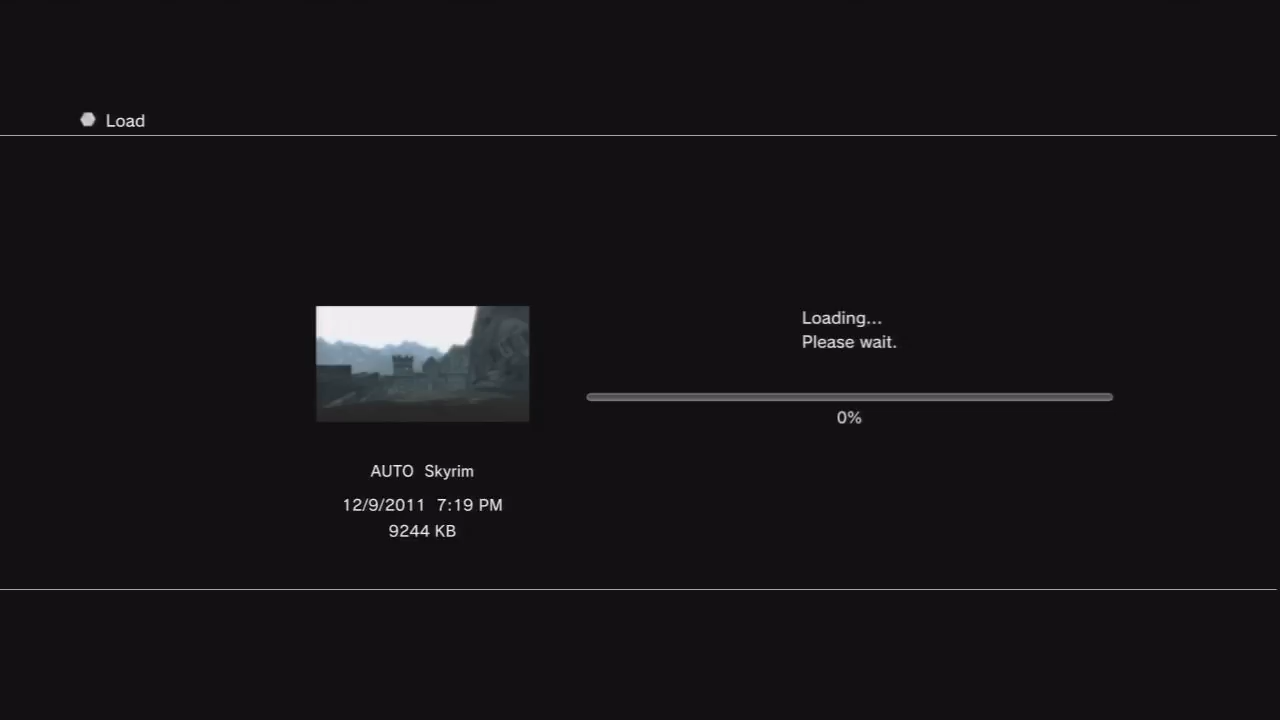 Load
Loading...
Please wait.
0%
AUTO Skyrim
12/9/2011 7:19 PM
9244 KB